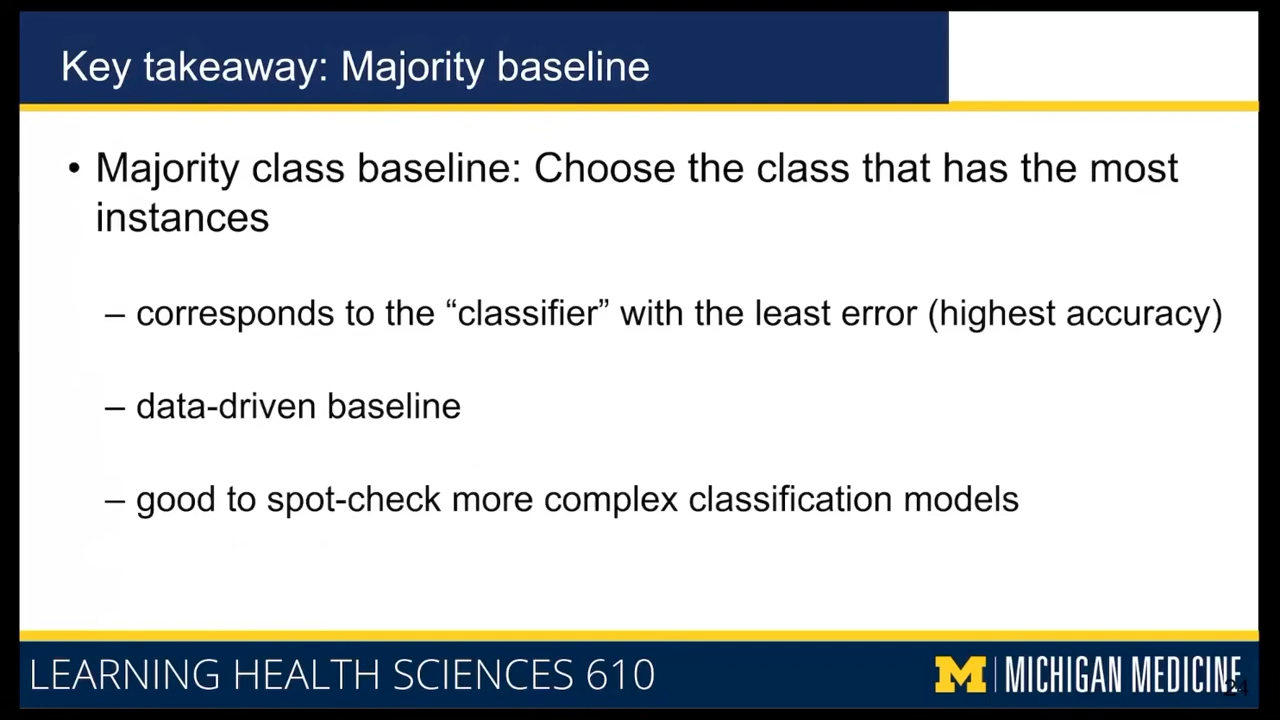 Key takeaway: Majority baseline
• Majority class baseline: Choose the class that has the most
instances
– corresponds to the “classifier” with the least error (highest accuracy)
– data-driven baseline
– good to spot-check more complex classification models
LEARNING HEALTH SCIENCES 610
M | MICHIGAN MEDICINE
24